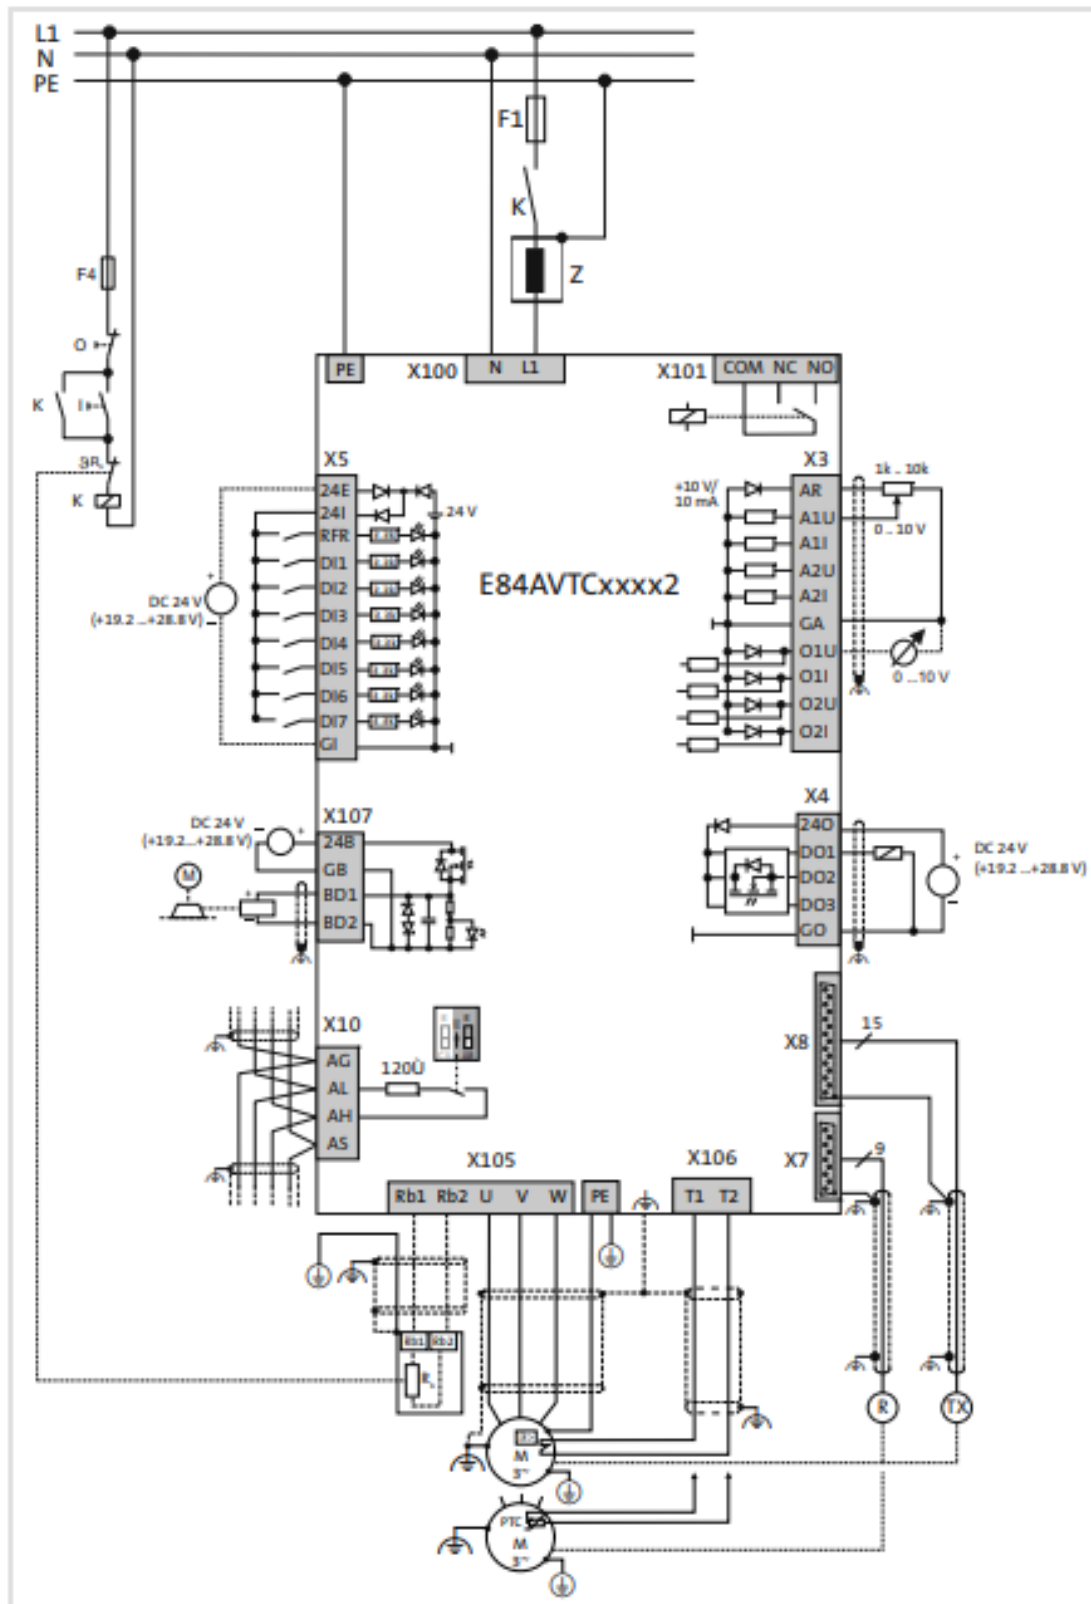 L1
N
PE
F1
K
Z
F4
O
K
I
K
PE
X100
N L1
X101
COM NC NO
X5
24E
24I
RFR
DI1
DI2
DI3
DI4
DI5
DI6
DI7
GI
24 V
DC 24 V
(+19.2 ...+28.8 V)
+
−
E84AVTCxxxx2
X3
+10 V/
10 mA
AR
A1U
A1I
A2U
A2I
GA
O1U
O1I
O2U
O2I
1k .. 10k
0 .. 10 V
0 ...10 V
X107
DC 24 V
(+19.2...+28.8 V)
−
+
24B
GB
BD1
BD2
M
+
−
X4
24O
DO1
DO2
DO3
GO
DC 24 V
(+19.2 ...+28.8 V)
+
−
X10
AG
AL
AH
AS
120Ù
X8
15
X7
9
X105
Rb1 Rb2 U V W
PE
X106
T1 T2
Rb1 Rb2
R
TX
M
3~
PTC
M
3~